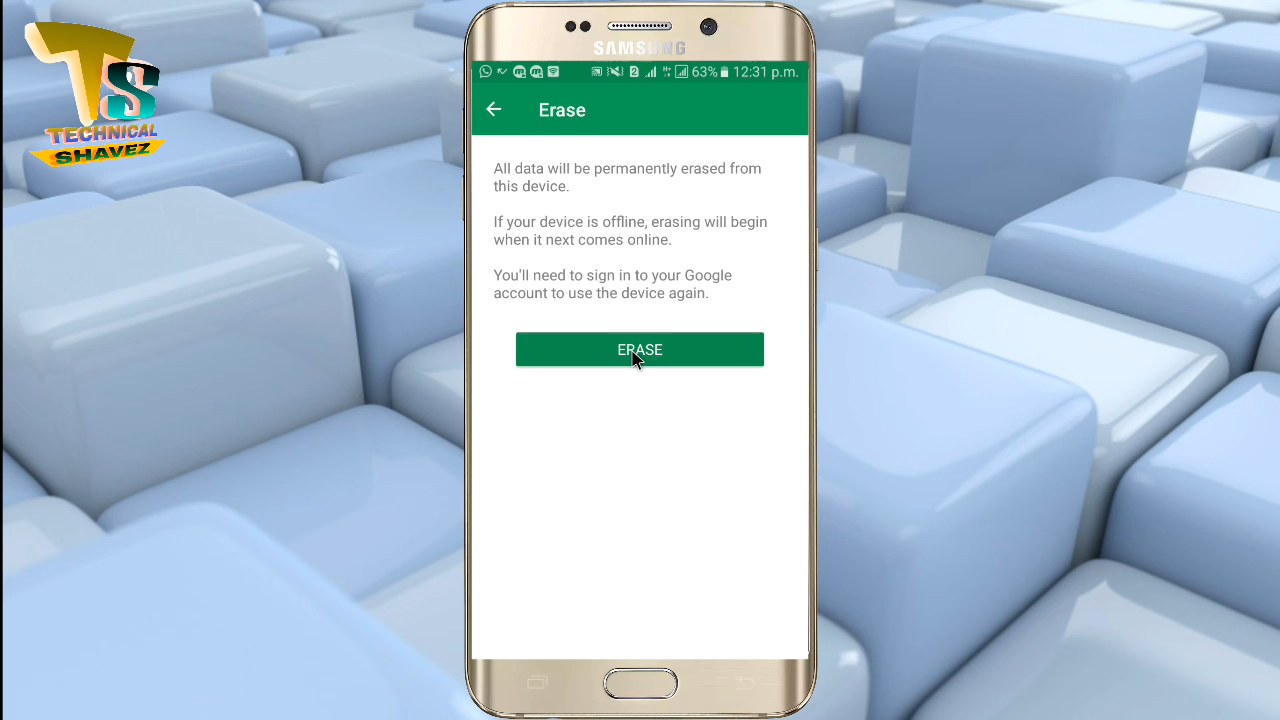 TS
TECHNICAL
SHAVEZ
SAMSUNG
2 63% 12:31 p.m.
Erase
All data will be permanently erased from
this device.
If your device is offline, erasing will begin
when it next comes online.
You'll need to sign in to your Google
account to use the device again.
ERASE